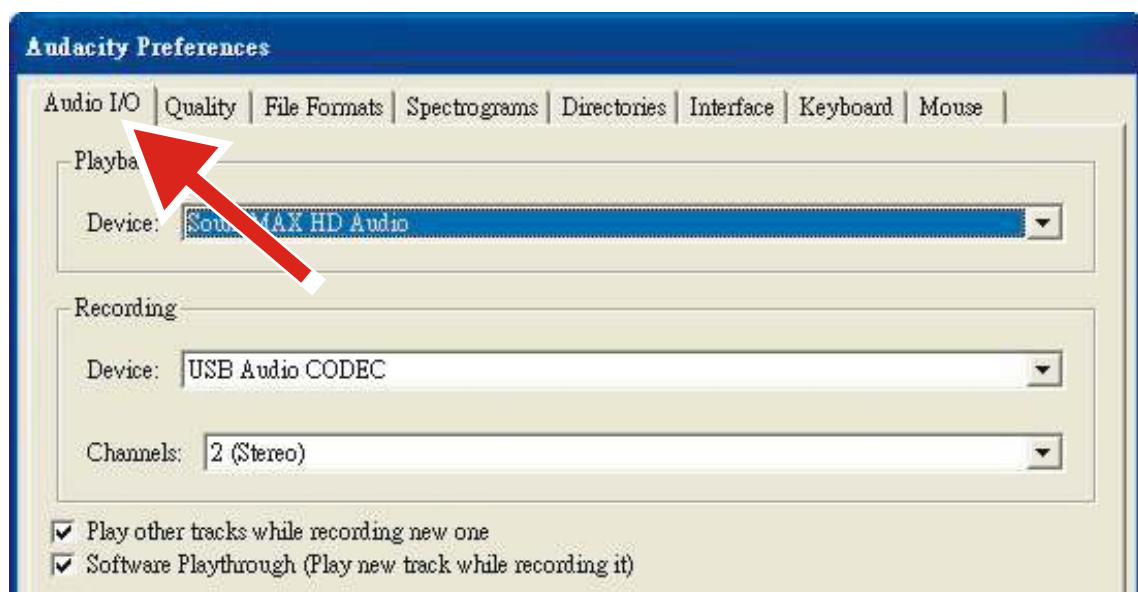 Audacity Preferences
Audio I/O Quality File Formats Spectrograms Directories Interface Keyboard Mouse
Device: HD Audio
Recording
Device: USB Audio CODEC
Channels: 2 (Stereo)
Play other tracks while recording new one
Software Playthrough (Play new track while recording it)